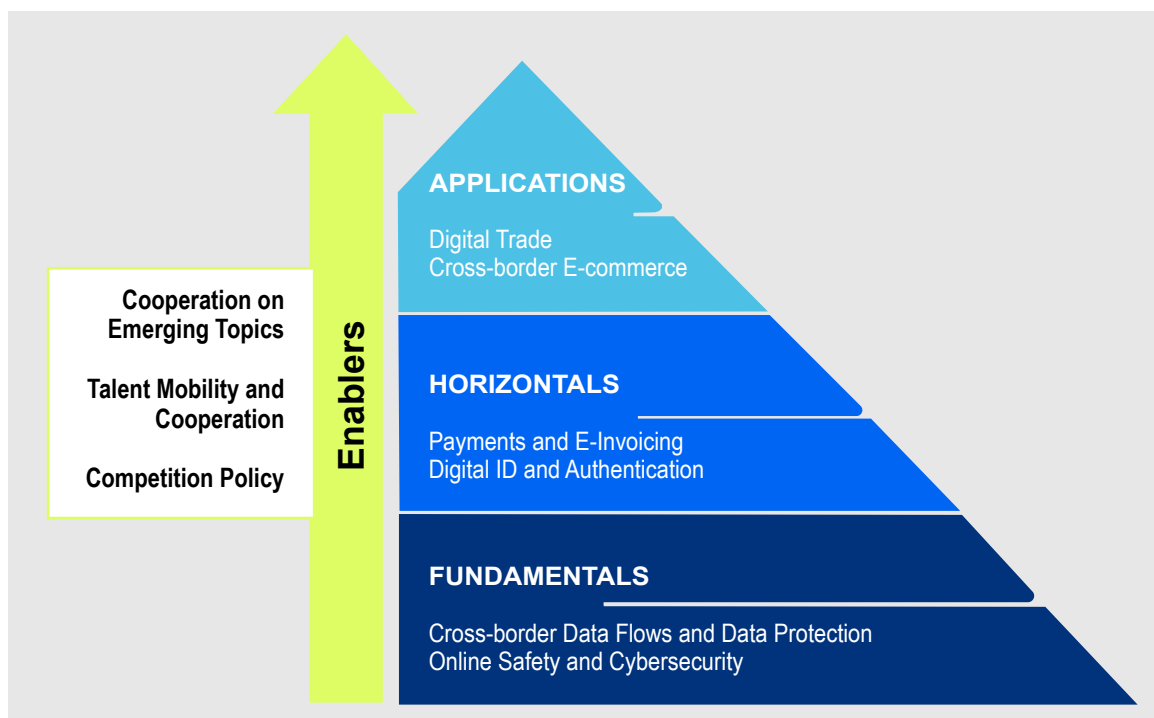 Cooperation on
Emerging Topics
Talent Mobility and
Cooperation
Competition Policy
Enablers
APPLICATIONS
Digital Trade
Cross-border E-commerce
HORIZONTALS
Payments and E-Invoicing
Digital ID and Authentication
FUNDAMENTALS
Cross-border Data Flows and Data Protection
Online Safety and Cybersecurity